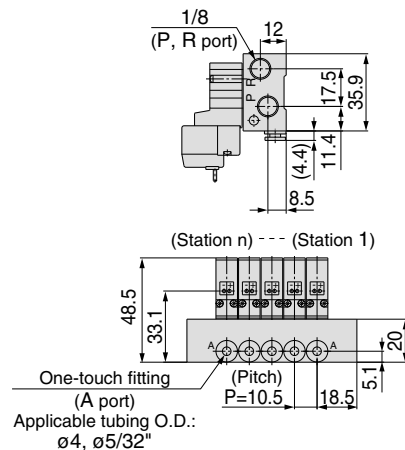 1/8
(P, R port)
12
R
P
17.5
35.9
11.4
(4.4)
8.5
(Station n) --- (Station 1)
48.5
33.1
A
A
20
5.1
One-touch fitting
(A port)
Applicable tubing O.D.:
ø4, ø5/32"
(Pitch)
P=10.5
18.5